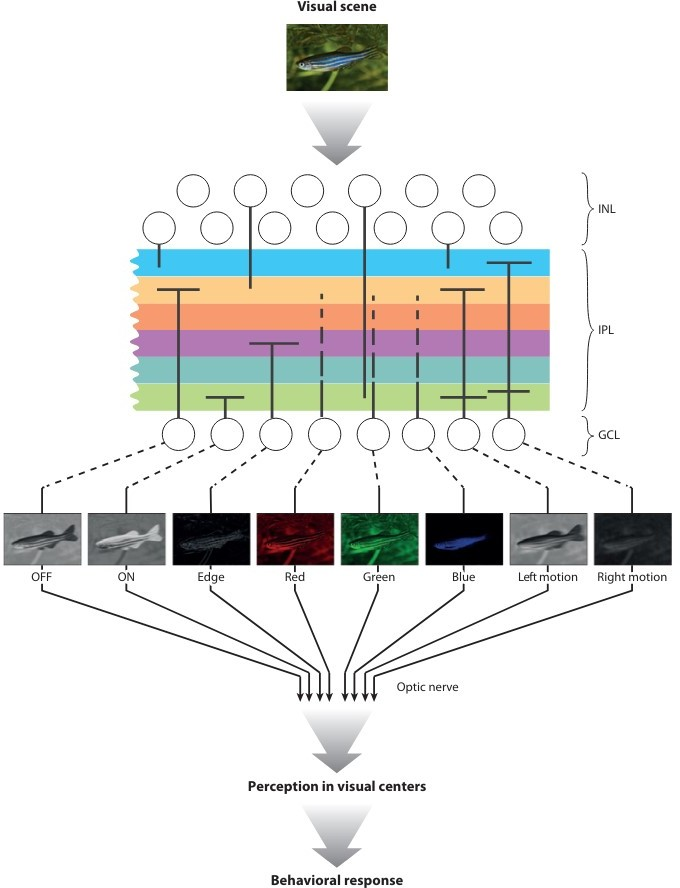 Visual scene
INL
IPL
GCL
OFF
ON
Edge
Red
Green
Blue
Left motion
Right motion
Optic nerve
Perception in visual centers
Behavioral response